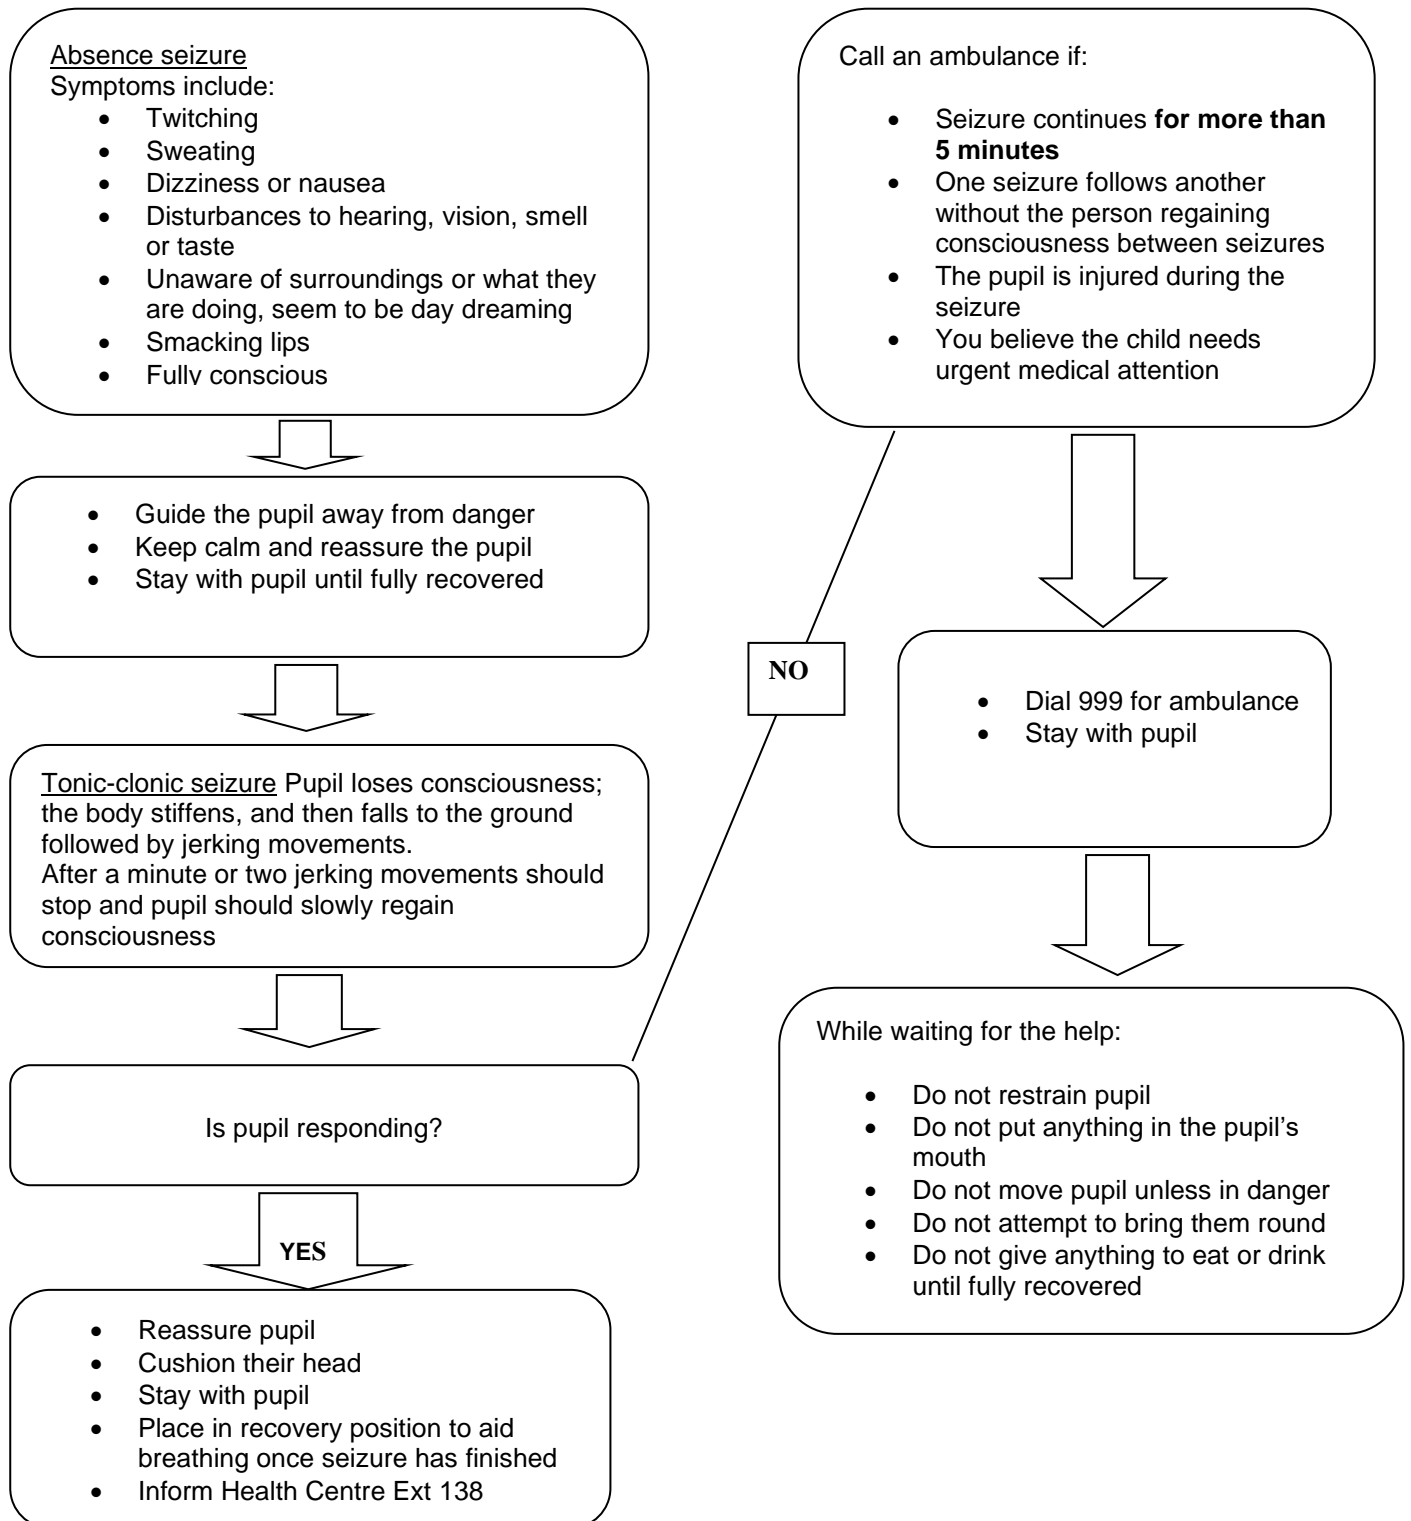 Absence seizure
Symptoms include:
• Twitching
• Sweating
• Dizziness or nausea
• Disturbances to hearing, vision, smell
or taste
• Unaware of surroundings or what they
are doing, seem to be day dreaming
• Smacking lips
• Fully conscious
• Guide the pupil away from danger
• Keep calm and reassure the pupil
• Stay with pupil until fully recovered
Tonic-clonic seizure Pupil loses consciousness;
the body stiffens, and then falls to the ground
followed by jerking movements.
After a minute or two jerking movements should
stop and pupil should slowly regain
consciousness
Is pupil responding?
YES
• Reassure pupil
• Cushion their head
• Stay with pupil
• Place in recovery position to aid
breathing once seizure has finished
• Inform Health Centre Ext 138
NO
Call an ambulance if:
• Seizure continues for more than
5 minutes
• One seizure follows another
without the person regaining
consciousness between seizures
• The pupil is injured during the
seizure
• You believe the child needs
urgent medical attention
• Dial 999 for ambulance
• Stay with pupil
While waiting for the help:
• Do not restrain pupil
• Do not put anything in the pupil's
mouth
• Do not move pupil unless in danger
• Do not attempt to bring them round
• Do not give anything to eat or drink
until fully recovered